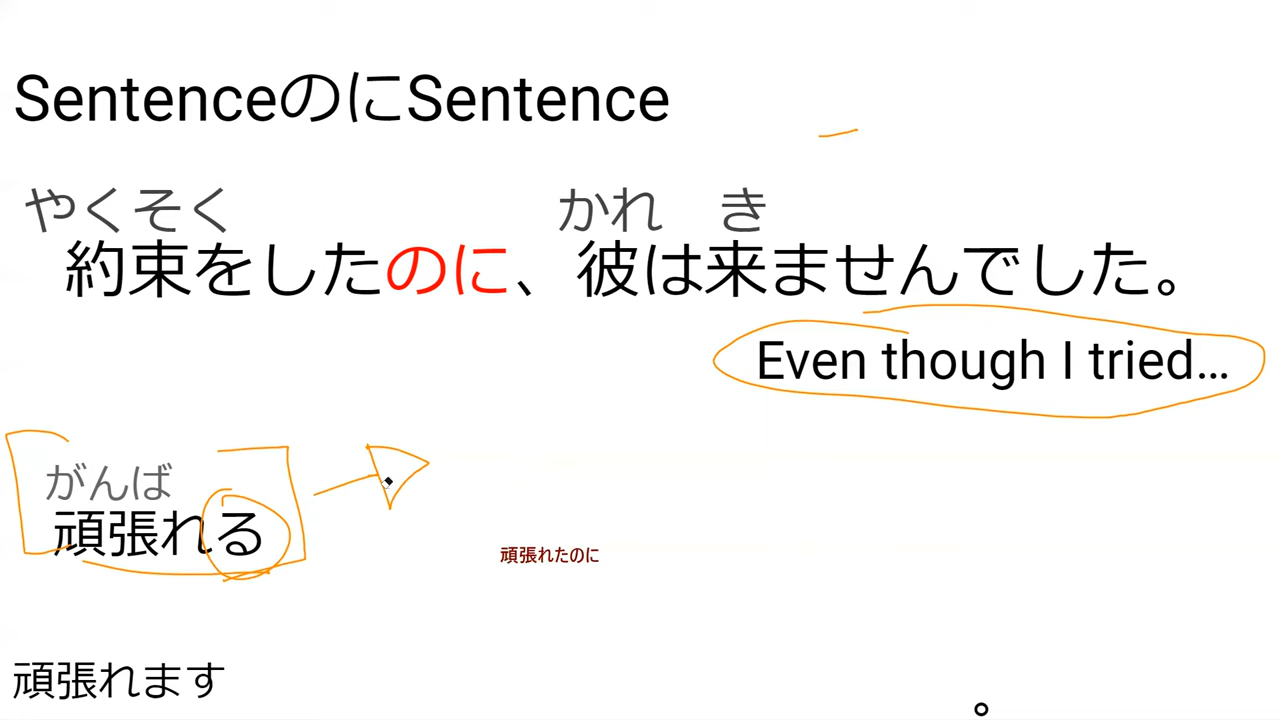 SentenceのにSentence
やくそく かれ き
約束をしたのに、彼は来ませんでした。
Even though I tried...
がんば
頑張れる
頑張れたのに
頑張れます
。